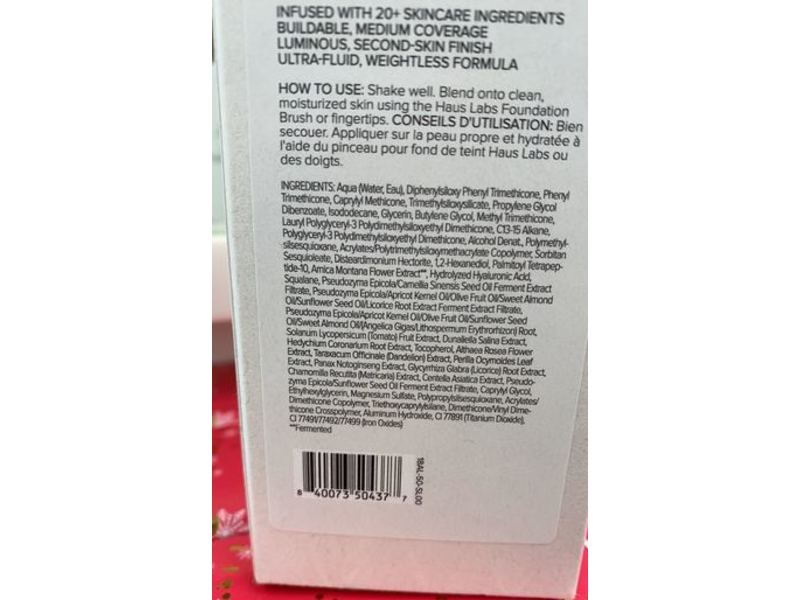 INFUSED WITH 20+ SKINCARE INGREDIENTS
BUILDABLE, MEDIUM COVERAGE
LUMINOUS, SECOND-SKIN FINISH
ULTRA-FLUID, WEIGHTLESS FORMULA
HOW TO USE: Shake well. Blend onto clean,
moisturized skin using the Haus Labs Foundation
Brush or fingertips. CONSEILS D'UTILISATION: Bien
secouer. Appliquer sur la peau propre et hydratée à
l'aide du pinceau pour fond de teint Haus Labs ou
des doigts.
INGREDIENTS: Aqua (Water, Eau), Diphenylsiloxy Phenyl Trimethicone, Phenyl
Trimethicone, Caprylyl Methicone, Trimethylsiloxysilicate, Propylene Glycol
Dibenzoate, Isododecane, Glycerin, Butylene Glycol, Methyl Trimethicone,
Lauryl Polyglyceryl-3 Polydimethylsiloxyethyl Dimethicone, C13-15 Alkane,
Polyglyceryl-3 Polydimethylsiloxyethyl Dimethicone, Alcohol Denat., Polymethyl-
silsesquioxane, Acrylates/Polytrimethylsiloxymethacrylate Copolymer, Sorbitan
Sesquioleate, Disteardimonium Hectorite, 1,2-Hexanediol, Palmitoyl Tetrapep-
tide-10, Arnica Montana Flower Extract**, Hydrolyzed Hyaluronic Acid,
Squalane, Pseudozyma Epicola/Camellia Sinensis Seed Oil Ferment Extract
Filtrate, Pseudozyma Epicola/Apricot Kernel Oil/Olive Fruit Oil/Sweet Almond
Oil/Sunflower Seed Oil/Licorice Root Extract Ferment Extract Filtrate,
Pseudozyma Epicola/Apricot Kernel Oil/Olive Fruit Oil/Sunflower Seed
Oil/Sweet Almond Oil/(Angelica Gigas/Lithospermum Erythrorhizon) Root,
Solanum Lycopersicum (Tomato) Fruit Extract, Dunaliella Salina Extract,
Hedychium Coronarium Root Extract, Tocopherol, Althaea Rosea Flower
Extract, Taraxacum Officinale (Dandelion) Extract, Perilla Ocymoides Leaf
Extract, Panax Notoginseng Extract, Glycyrrhiza Glabra (Licorice) Root Extract,
Chamomilla Recutita (Matricaria) Extract, Centella Asiatica Extract, Pseudo-
zyma Epicola/Sunflower Seed Oil Ferment Extract Filtrate, Caprylyl Glycol,
Ethylhexylglycerin, Magnesium Sulfate, Polypropylsilsesquioxane, Acrylates/
Dimethicone Copolymer, Triethoxycaprylylsilane, Dimethicone/Vinyl Dime-
thicone Crosspolymer, Aluminum Hydroxide, CI 77891 (Titanium Dioxide),
CI 77491/77492/77499 (Iron Oxides)
**Fermented
8 40073 50437 7
18AL-50-SL00